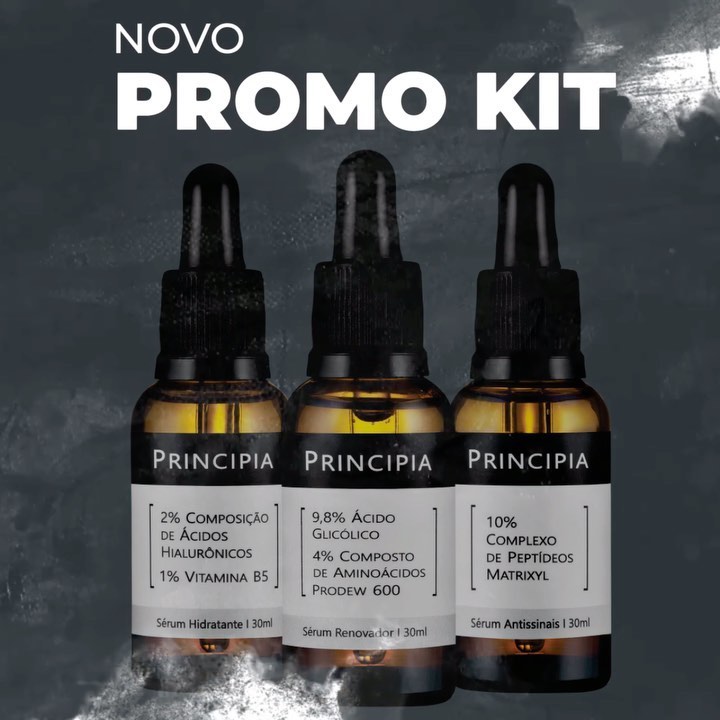 NOVO
PROMO KIT
PRINCIPIA
2% COMPOSIÇÃO
DE ÁCIDOS
HIALURÔNICOS
1% VITAMINA B5
Sérum Hidratante | 30ml
PRINCIPIA
9,8% ÁCIDO
GLICÓLICO
4% COMPOSTO
DE AMINOÁCIDOS
PRODEW 600
Sérum Renovador | 30ml
PRINCIPIA
10%
COMPLEXO
DE PEPTÍDEOS
MATRIXYL
Sérum Antissinais | 30ml